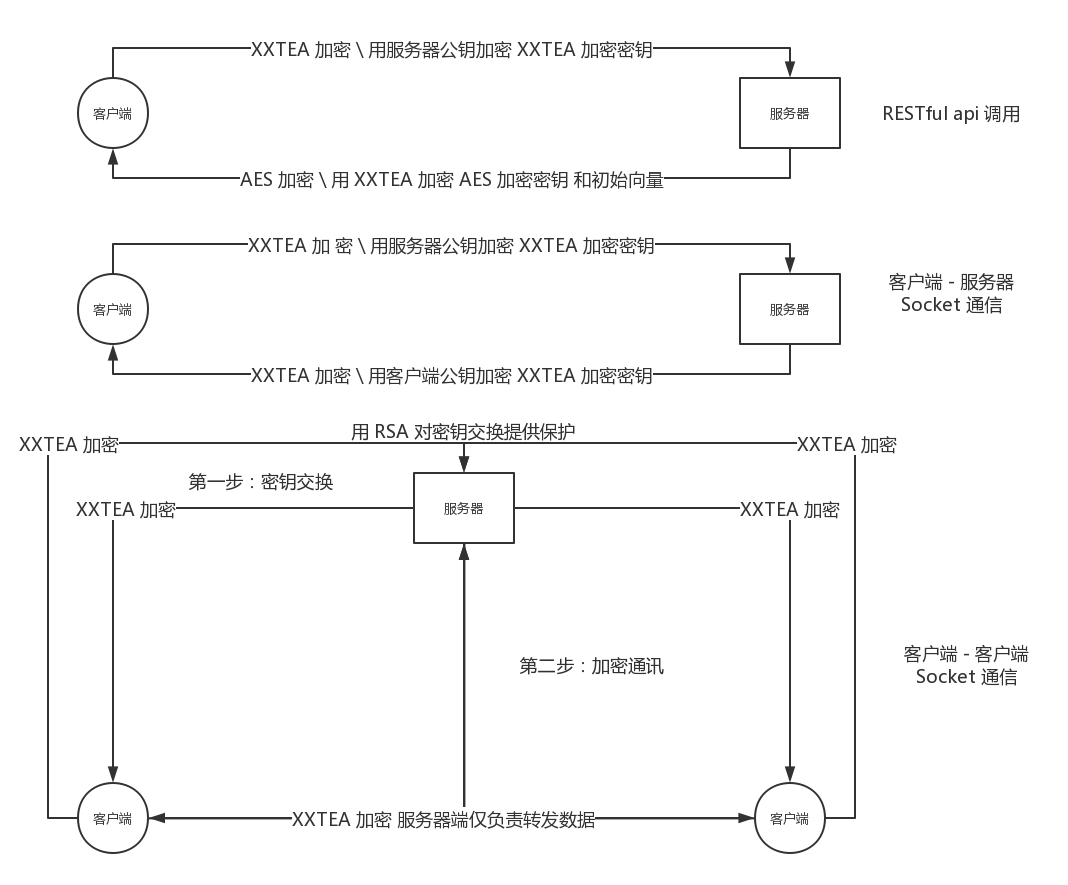 XXTEA 加密 \ 用服务器公钥加密 XXTEA 加密密钥
客户端
服务器
RESTful api 调用
AES 加密 \ 用 XXTEA 加密 AES 加密密钥 和初始向量
XXTEA 加 密 \ 用服务器公钥加密 XXTEA 加密密钥
客户端
服务器
客户端 - 服务器
Socket 通信
XXTEA 加密 \ 用客户端公钥加密 XXTEA 加密密钥
用 RSA 对密钥交换提供保护
XXTEA 加密
XXTEA 加密
第一步：密钥交换
XXTEA 加密
服务器
XXTEA 加密
第二步：加密通讯
客户端 - 客户端
Socket 通信
客户端
XXTEA 加密 服务器端仅负责转发数据
客户端